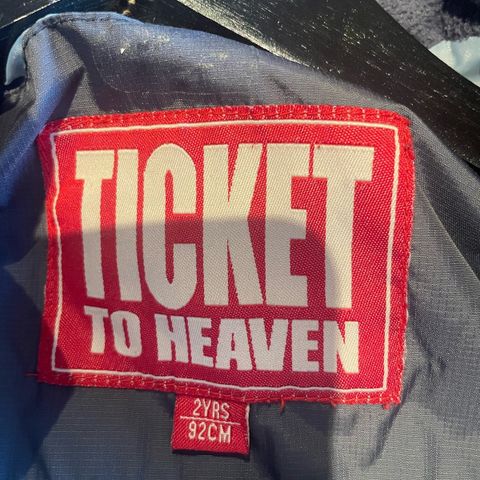 TICKET
TO HEAVEN
2YRS
92CM